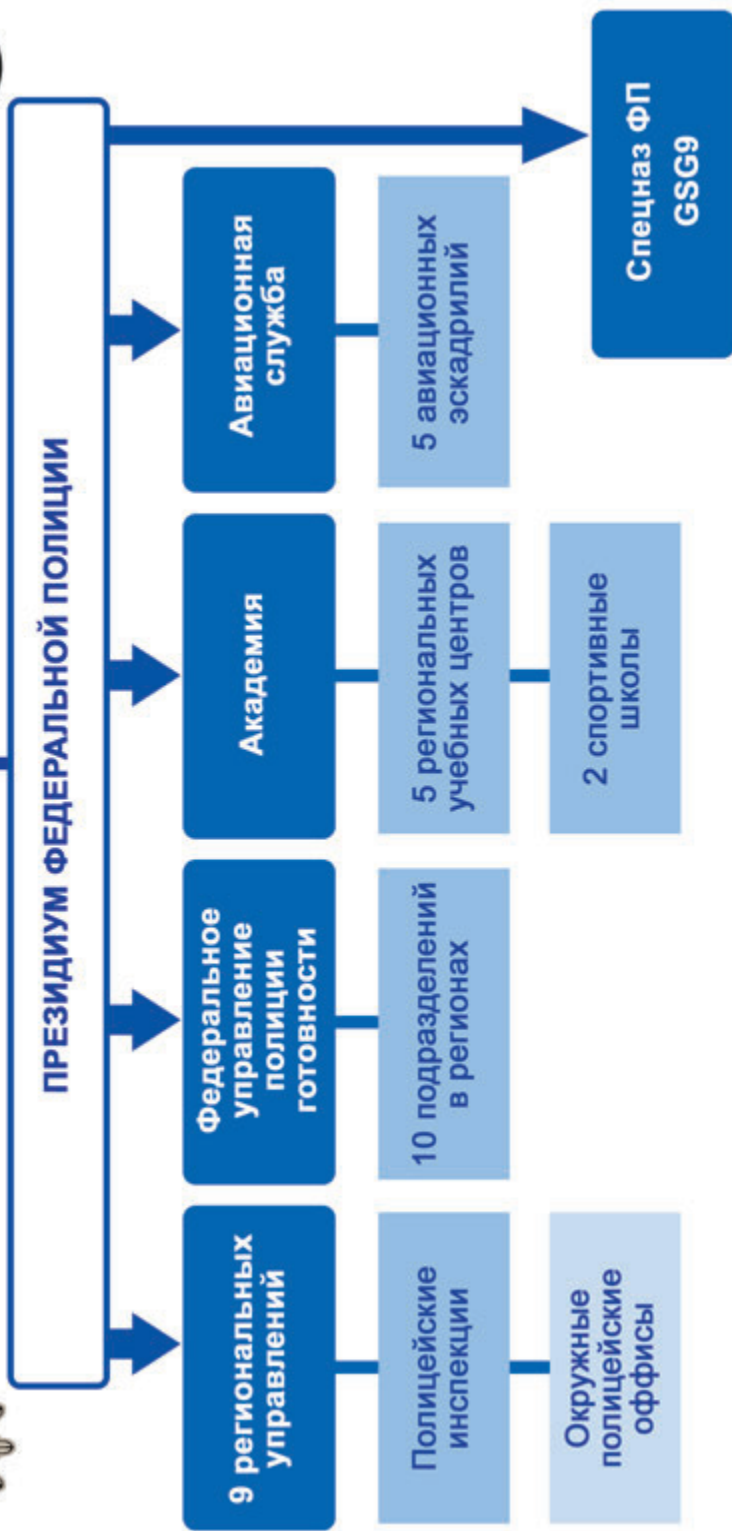 ПРЕЗИДИУМ ФЕДЕРАЛЬНОЙ ПОЛИЦИИ
9 региональных
управлений
Полицейские
инспекции
Окружные
полицейские
оффисы
Федеральное
управление
полиции
готовности
10 подразделений
в регионах
Академия
5 региональных
учебных центров
2 спортивные
школы
Авиационная
служба
5 авиационных
эскадрилий
Спецназ ФП
GSG9